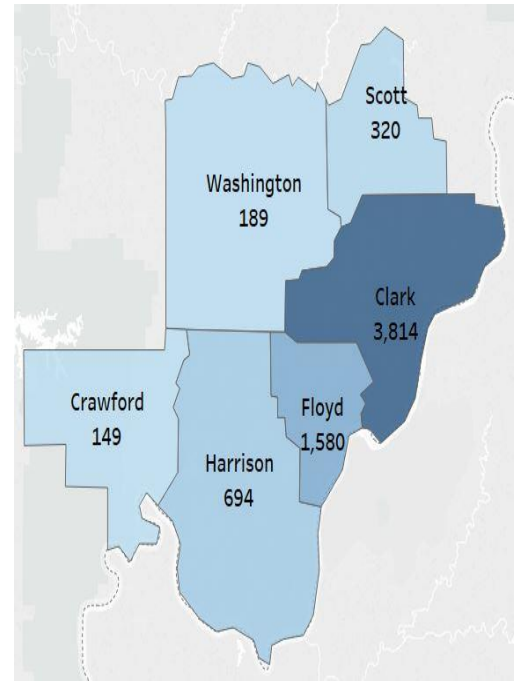 Scott
320
Washington
189
Clark
3,814
Crawford
149
Floyd
1,580
Harrison
694